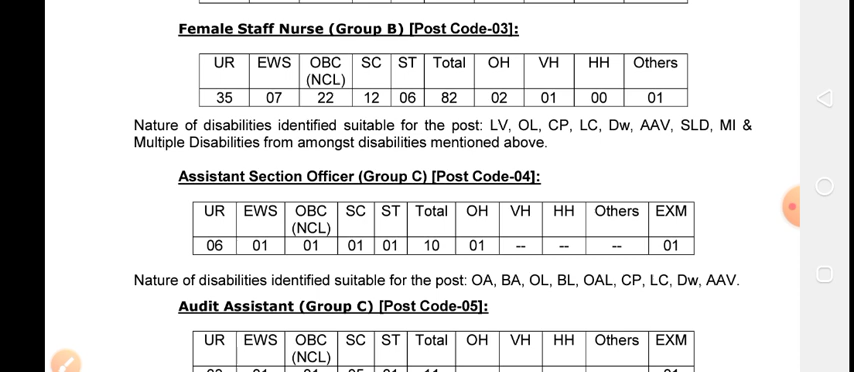 Female Staff Nurse (Group B) [Post Code-03]:
UR EWS OBC (NCL) SC ST Total OH VH HH Others
35 07 22 12 06 82 02 01 00 01
Nature of disabilities identified suitable for the post: LV, OL, CP, LC, Dw, AAV, SLD, MI &
Multiple Disabilities from amongst disabilities mentioned above.
Assistant Section Officer (Group C) [Post Code-04]:
UR EWS OBC (NCL) SC ST Total OH VH HH Others EXM
06 01 01 01 01 10 01 -- -- -- 01
Nature of disabilities identified suitable for the post: OA, BA, OL, BL, OAL, CP, LC, Dw, AAV.
Audit Assistant (Group C) [Post Code-05]:
UR EWS OBC (NCL) SC ST Total OH VH HH Others EXM